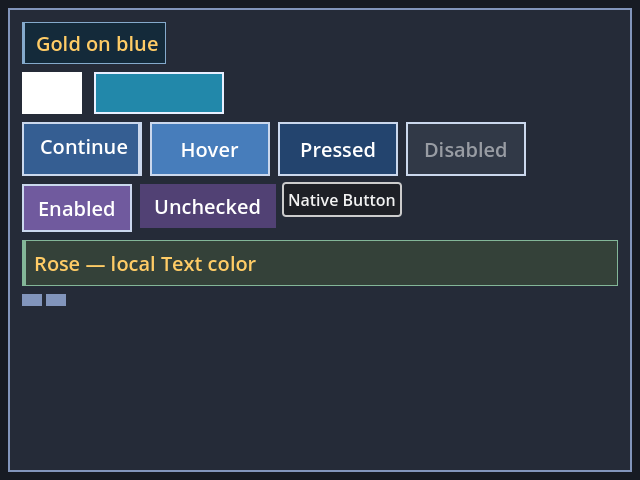 Gold on blue
Continue Hover Pressed Disabled
Enabled Unchecked Native Button
Rose — local Text color